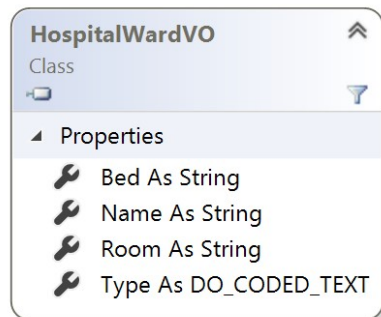 HospitalWardVO
Class
Properties
Bed As String
Name As String
Room As String
Type As DO_CODED_TEXT